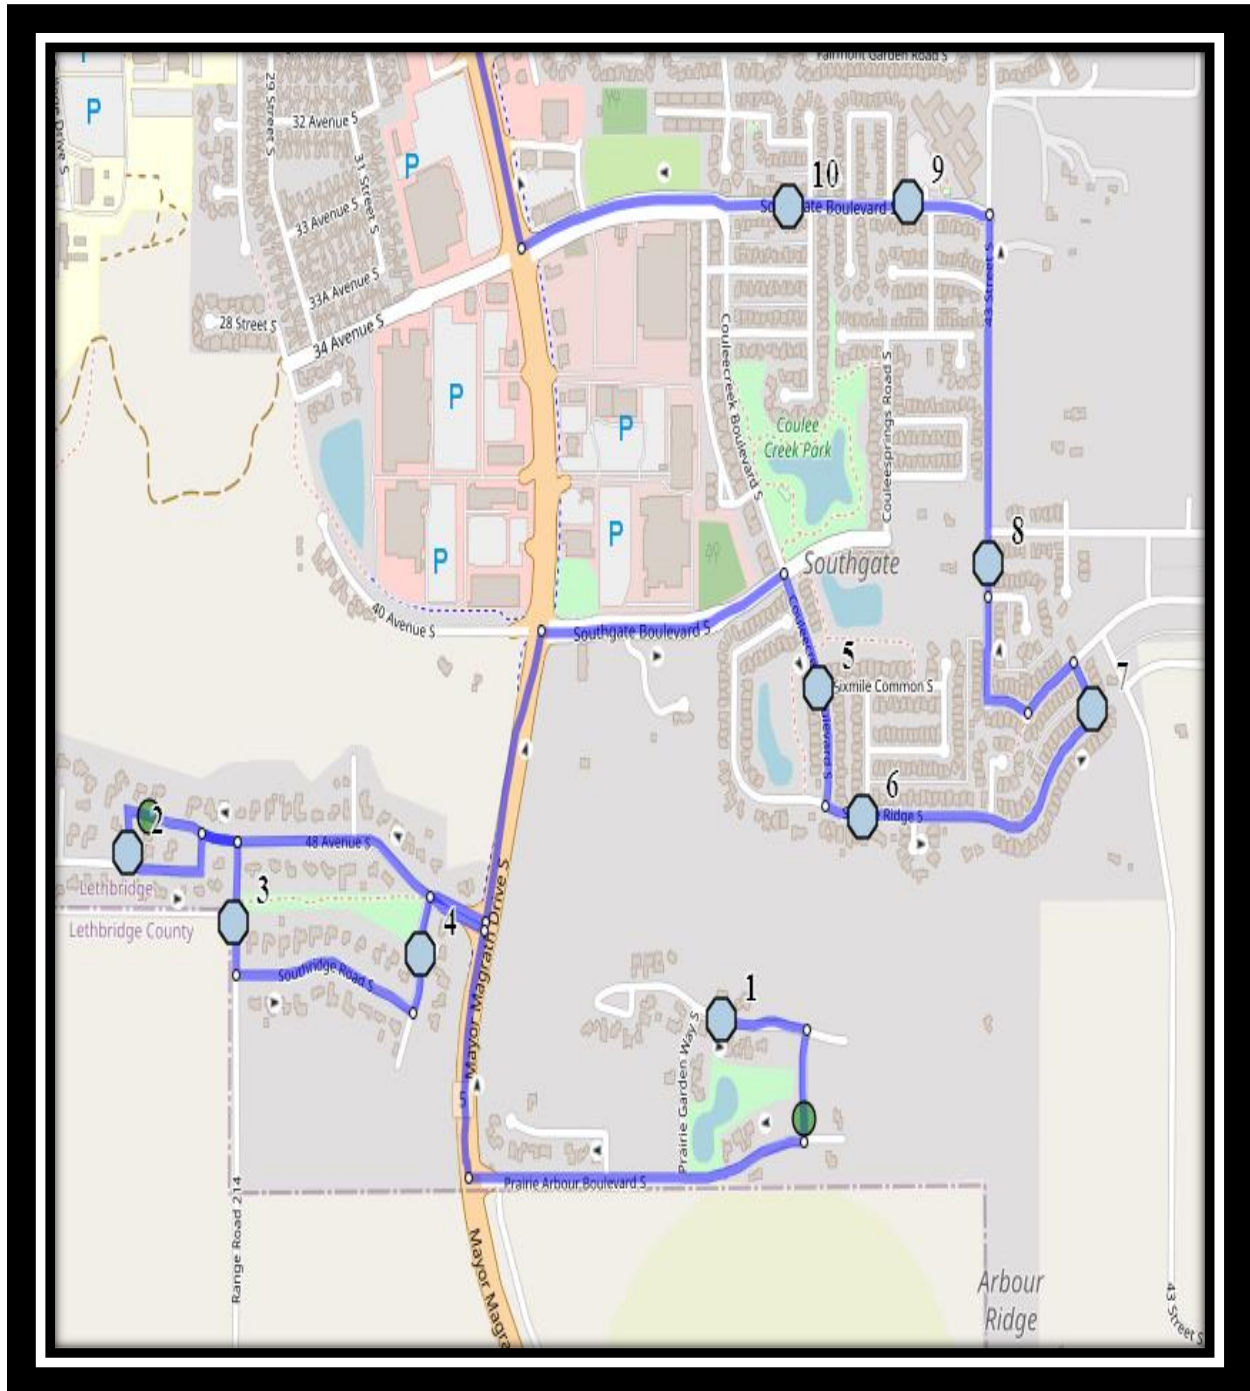 Fairmont Garden Road S
P
29 Street S
32 Avenue S
31 Street S
P
P
10
9
Southgate Boulevard S
33 Avenue S
33A Avenue S
28 Street S
34 Avenue S
43 Street S
Couleecreek Boulevard S
Couleesprings Road S
P
P
Coulee
Creek Park
P
P
8
Southgate
40 Avenue S
Southgate Boulevard S
5
Sixmile Common S
7
6
Ridge S
2
48 Avenue S
Lethbridge
3
Lethbridge County
4
Mayor Magrath Drive S
Southridge Road S
1
Prairie Garden Way S
5
Prairie Arbour Boulevard S
Range Road 214
Mayor Magra
Arbour
Ridge
43 Street S